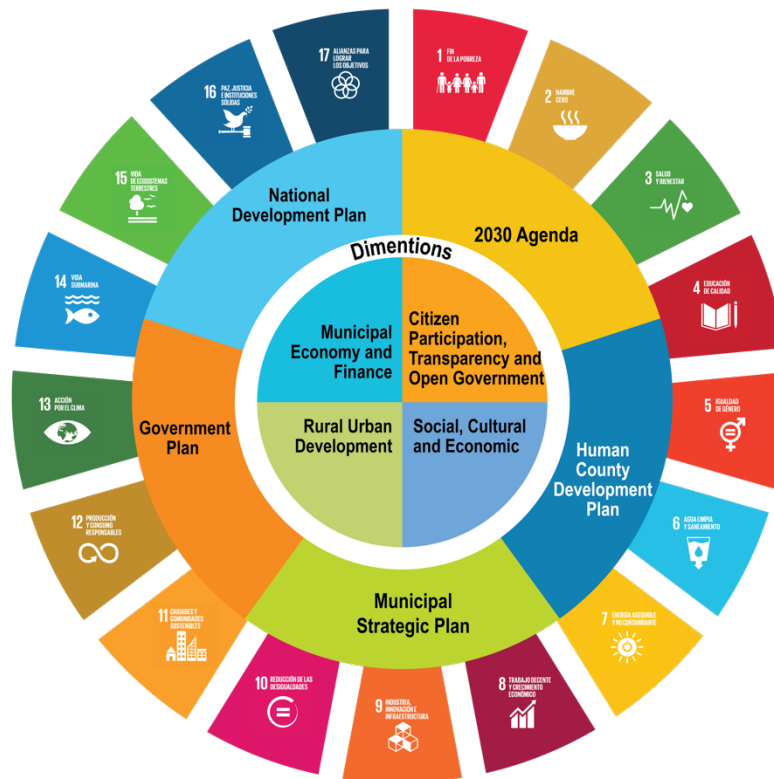 1 FIN
DE LA POBREZA
2 HAMBRE
CERO
3 SALUD
Y BIENESTAR
4 EDUCACIÓN
DE CALIDAD
5 IGUALDAD
DE GÉNERO
6 AGUA LIMPIA
Y SANEAMIENTO
7 ENERGÍA ASEQUIBLE
Y NO CONTAMINANTE
8 TRABAJO DECENTE
Y CRECIMIENTO
ECONÓMICO
9 INDUSTRIA,
INNOVACIÓN E
INFRAESTRUCTURA
10 REDUCCIÓN DE LAS
DESIGUALDADES
11 CIUDADES Y
COMUNIDADES
SOSTENIBLES
12 PRODUCCIÓN
Y CONSUMO
RESPONSABLES
13 ACCIÓN
POR EL CLIMA
14 VIDA
SUBMARINA
15 VIDA
DE ECOSISTEMAS
TERRESTRES
16 PAZ, JUSTICIA
E INSTITUCIONES
SÓLIDAS
17 ALIANZAS PARA
LOGRAR
LOS OBJETIVOS
National
Development Plan
2030 Agenda
Human
County
Development
Plan
Municipal
Strategic Plan
Government
Plan
Dimentions
Municipal
Economy and
Finance
Citizen
Participation,
Transparency and
Open Government
Rural Urban
Development
Social, Cultural
and Economic